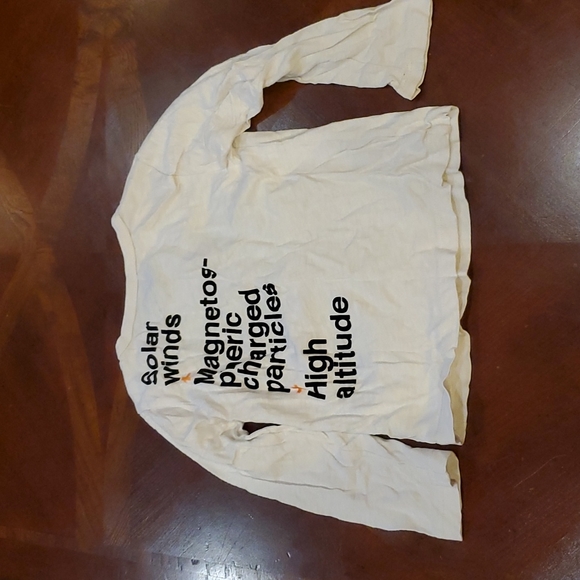 Solar
winds
Magnetos-
pheric
charged
particles
High
altitude